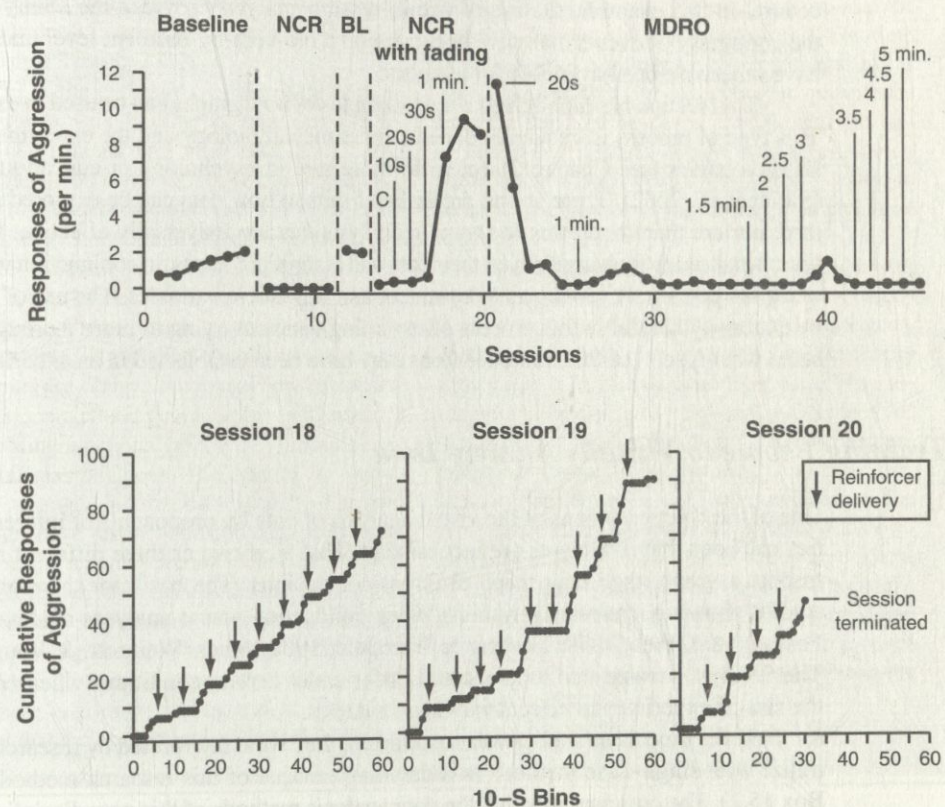 Baseline NCR BL NCR MDRO
with fading
5 min.
4.5
4
3.5
3
2.5
2
1.5 min.
1 min.
20s
min.
30s
20s
10s
C
Responses of Aggression
(per min.)
12
10
8
6
4
2
0
0 10 20 30 40
Sessions
Session 18 Session 19 Session 20
Cumulative Responses
of Aggression
100
80
60
40
20
0
Reinforcer
delivery
Session
terminated
0 10 20 30 40 50 60 0 10 20 30 40 50 60 0 10 20 30 40 50 60
10–S Bins